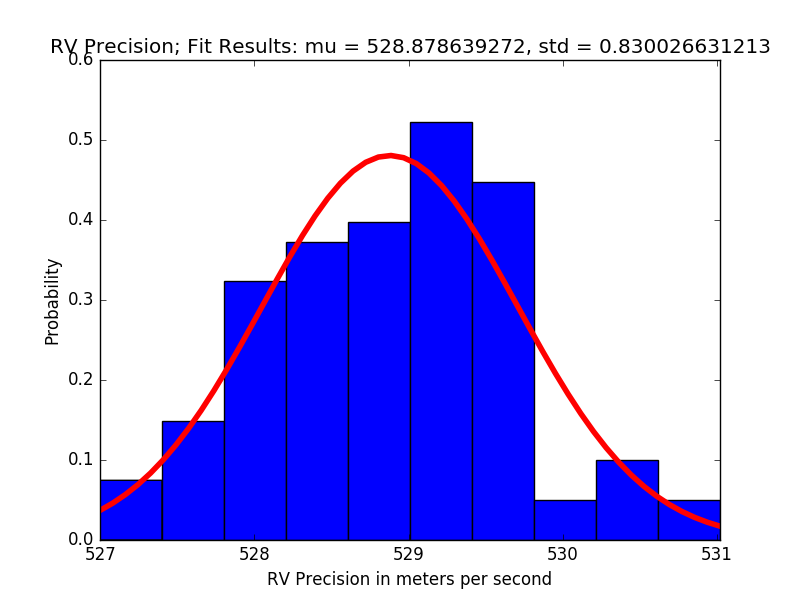 RV Precision; Fit Results: mu = 528.878639272, std = 0.830026631213
0.6
0.5
0.4
0.3
0.2
0.1
0.0
Probability
527 528 529 530 531
RV Precision in meters per second